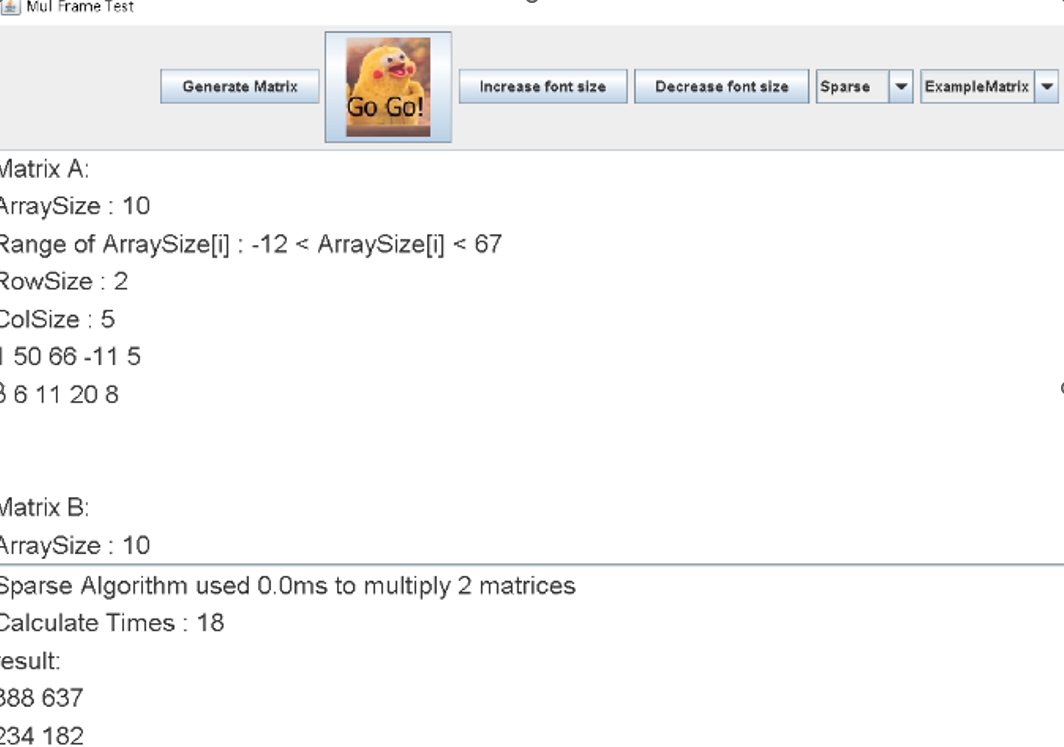 Mul Frame Test
Generate Matrix
Go Go!
Increase font size
Decrease font size
Sparse
ExampleMatrix
Matrix A:
ArraySize : 10
Range of ArraySize[i] : -12 < ArraySize[i] < 67
RowSize : 2
ColSize : 5
1 50 66 -11 5
3 6 11 20 8
Matrix B:
ArraySize : 10
Sparse Algorithm used 0.0ms to multiply 2 matrices
Calculate Times : 18
result:
388 637
234 182